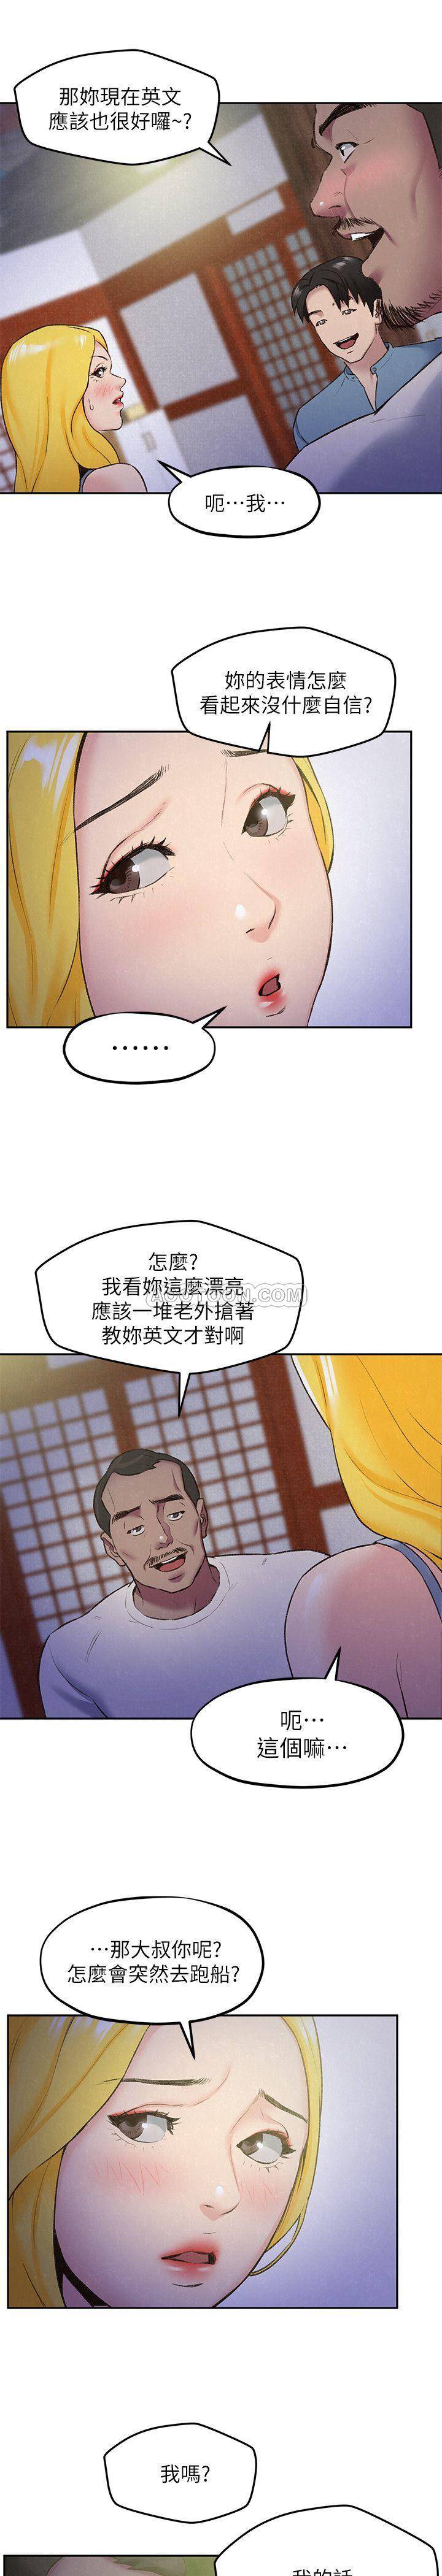 那妳現在英文
應該也很好囉~?
呃⋯我⋯
妳的表情怎麼
看起來沒什麼自信?
⋯⋯
怎麼?
我看妳這麼漂亮
應該一堆老外搶著
教妳英文才對啊
呃⋯
這個嘛⋯
⋯那大叔你呢?
怎麼會突然去跑船?
我嗎?